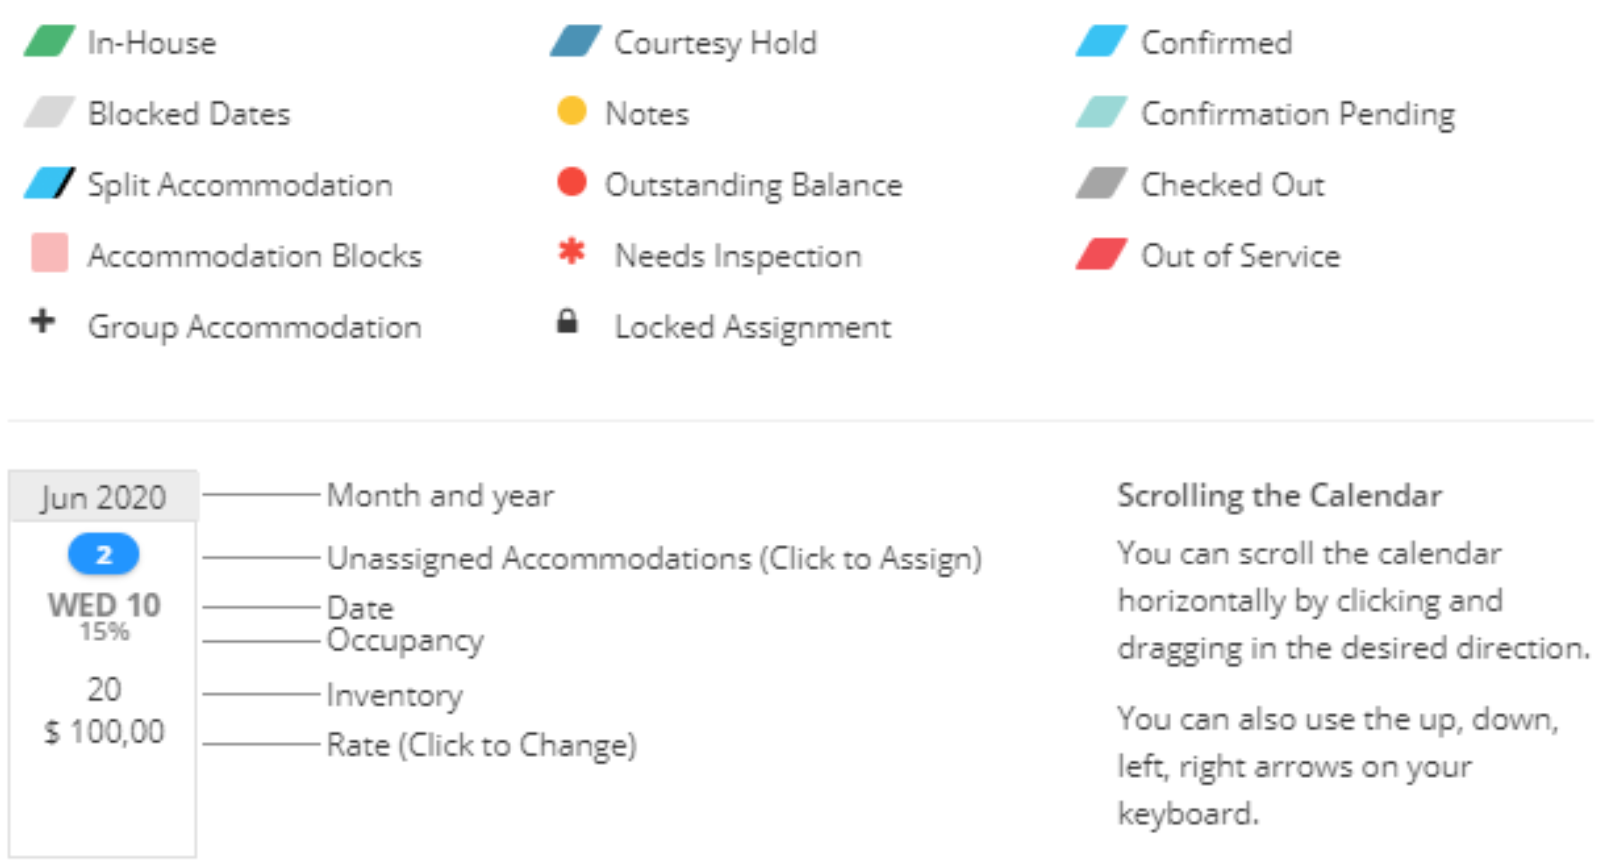 In-House
Courtesy Hold
Confirmed
Blocked Dates
Notes
Confirmation Pending
Split Accommodation
Outstanding Balance
Checked Out
Accommodation Blocks
Needs Inspection
Out of Service
Group Accommodation
Locked Assignment
Jun 2020
Month and year
2
Unassigned Accommodations (Click to Assign)
WED 10
Date
15%
Occupancy
20
Inventory
$ 100,00
Rate (Click to Change)
Scrolling the Calendar
You can scroll the calendar
horizontally by clicking and
dragging in the desired direction.
You can also use the up, down,
left, right arrows on your
keyboard.